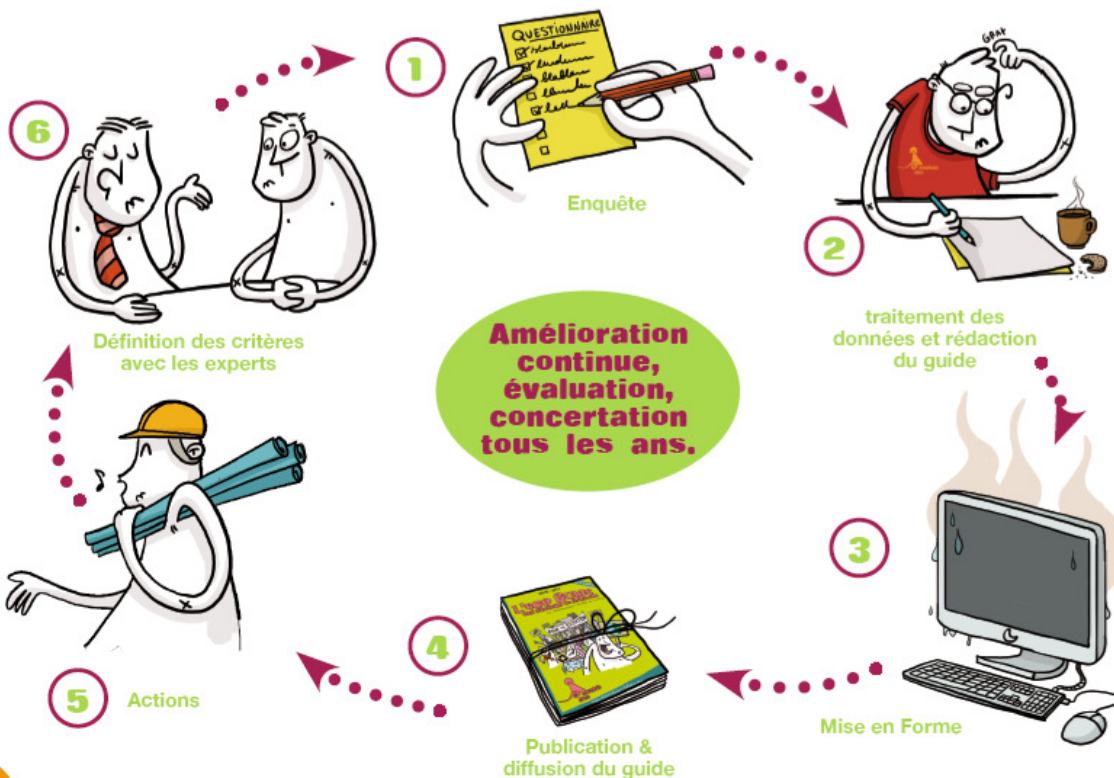 1
QUESTIONNAIRE
Enquête
GRAT
2
traitement des
données et rédaction
du guide
3
Mise en Forme
4
Publication &
diffusion du guide
5
Actions
6
Définition des critères
avec les experts
Amélioration
continue,
évaluation,
concertation
tous les ans.